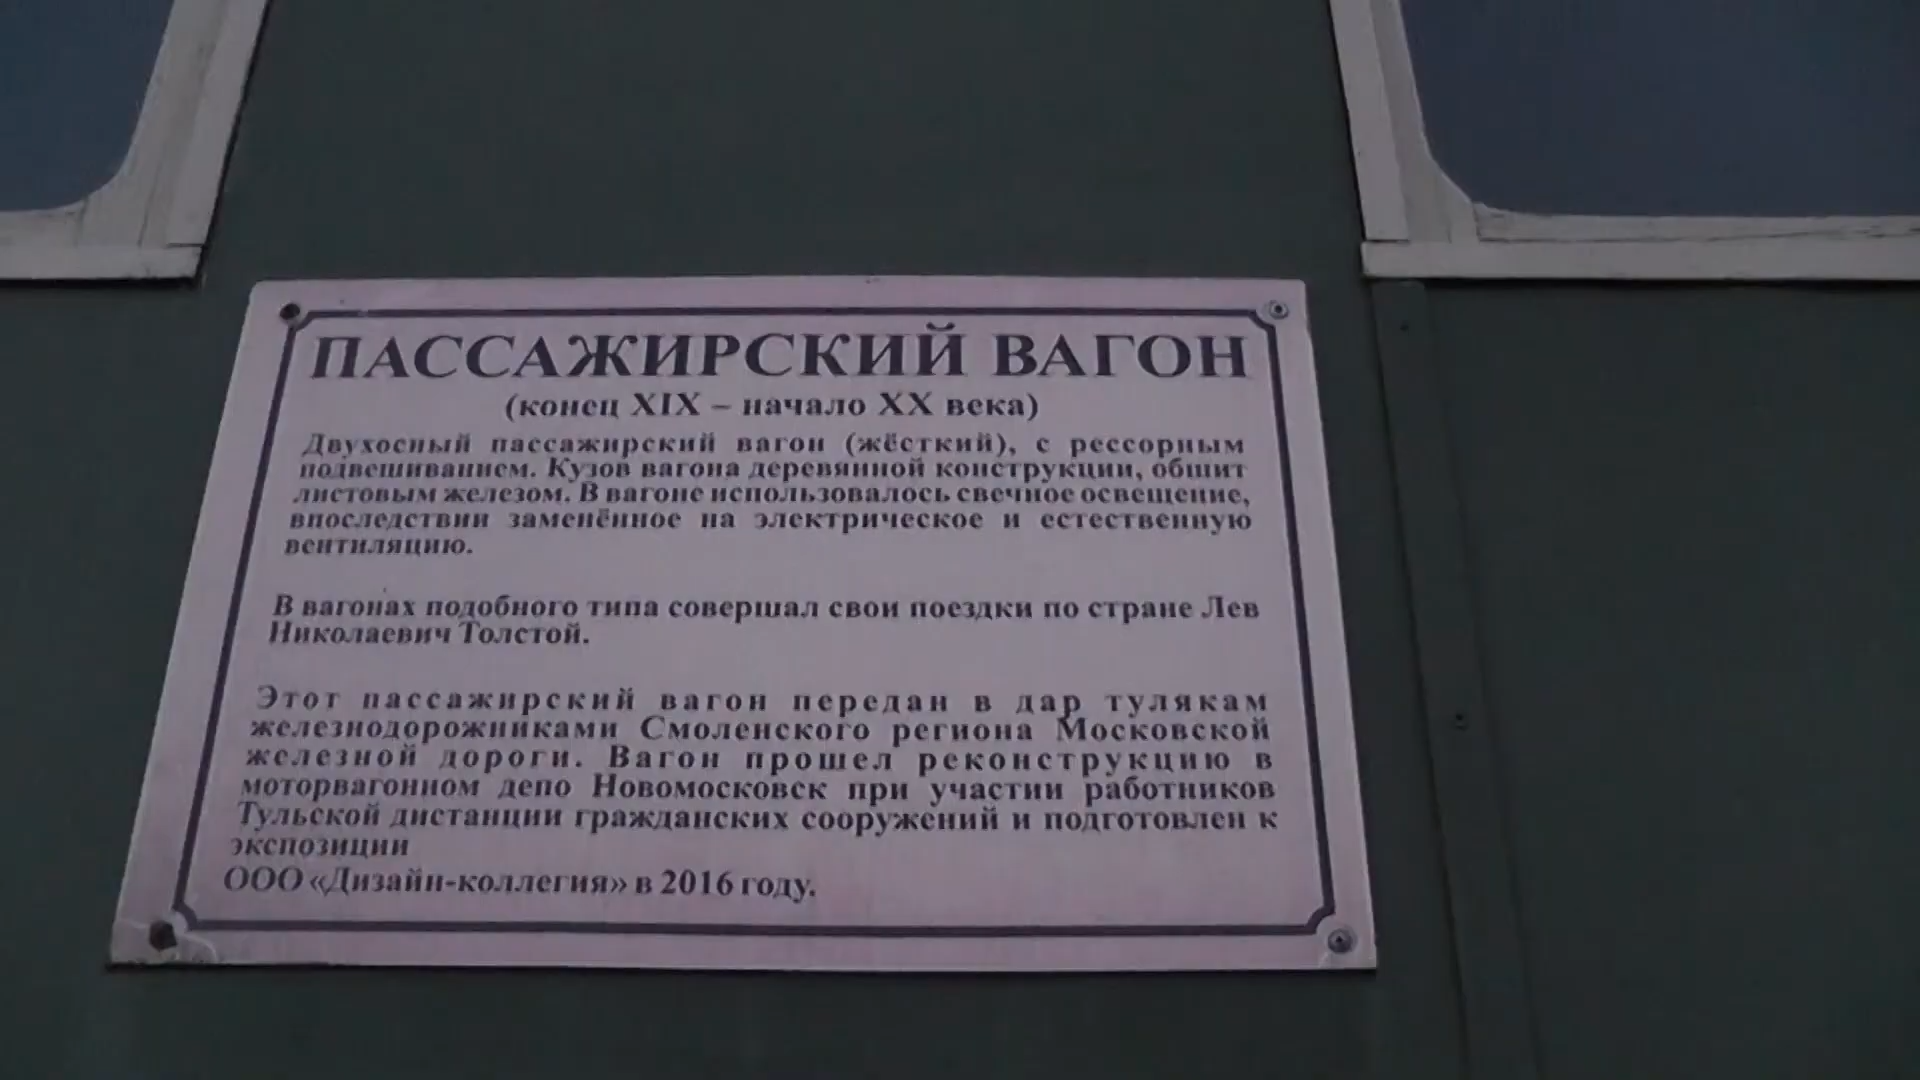 ПАССАЖИРСКИЙ ВАГОН
(конец XIX – начало XX века)
Двухосный пассажирский вагон (жёсткий), с рессорным
подвешиванием. Кузов вагона деревянной конструкции, обшит
листовым железом. В вагоне использовалось свечное освещение,
впоследствии заменённое на электрическое и естественную
вентиляцию.
В вагонах подобного типа совершал свои поездки по стране Лев
Николаевич Толстой.
Этот пассажирский вагон передан в дар тулякам
железнодорожниками Смоленского региона Московской
железной дороги. Вагон прошел реконструкцию в
моторвагонном депо Новомосковск при участии работников
Тульской дистанции гражданских сооружений и подготовлен к
экспозиции
ООО «Дизайн-коллегия» в 2016 году.